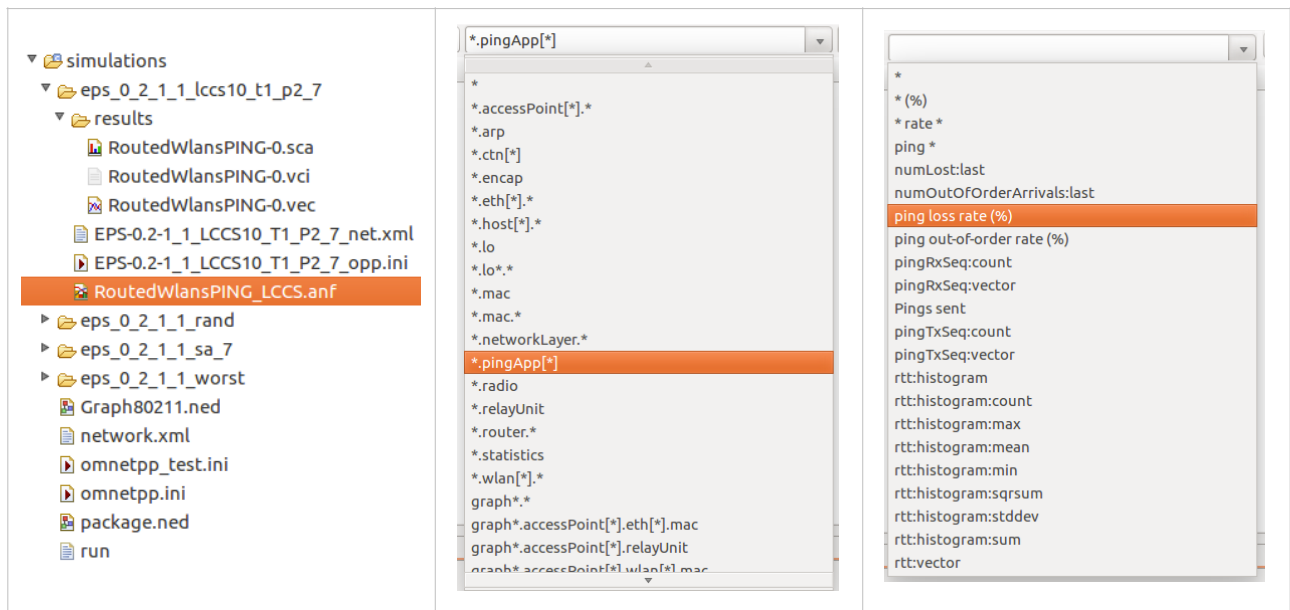 simulations
eps_0_2_1_1_lccs10_t1_p2_7
results
RoutedWlansPING-0.sca
RoutedWlansPING-0.vci
RoutedWlansPING-0.vec
EPS-0.2-1_1_LCCS10_T1_P2_7_net.xml
EPS-0.2-1_1_LCCS10_T1_P2_7_opp.ini
RoutedWlansPING_LCCS.anf
eps_0_2_1_1_rand
eps_0_2_1_1_sa_7
eps_0_2_1_1_worst
Graph80211.ned
network.xml
omnetpp_test.ini
omnetpp.ini
package.ned
run
*.pingApp[*]
*
*.accessPoint[*].*
*.arp
*.ctn[*]
*.encap
*.eth[*].*
*.host[*].*
*.lo
*.lo*.*
*.mac
*.mac.*
*.networkLayer.*
*.pingApp[*]
*.radio
*.relayUnit
*.router.*
*.statistics
*.wlan[*].*
graph*.*
graph*.accessPoint[*].eth[*].mac
graph*.accessPoint[*].relayUnit
graph*.accessPoint[*].wlan[*].mac
*
* (%)
* rate *
ping *
numLost:last
numOutOfOrderArrivals:last
ping loss rate (%)
ping out-of-order rate (%)
pingRxSeq:count
pingRxSeq:vector
Pings sent
pingTxSeq:count
pingTxSeq:vector
rtt:histogram
rtt:histogram:count
rtt:histogram:max
rtt:histogram:mean
rtt:histogram:min
rtt:histogram:sqrsum
rtt:histogram:stddev
rtt:histogram:sum
rtt:vector